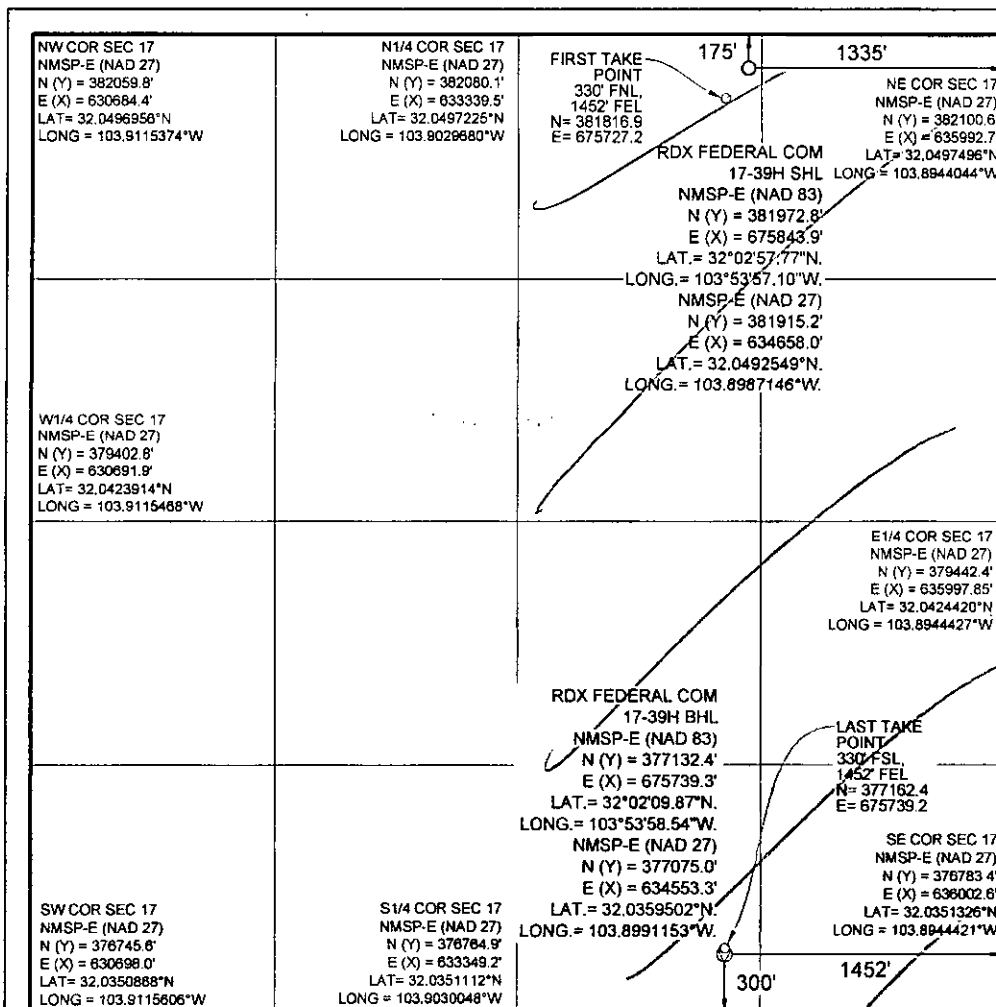 NW COR SEC 17
NMSP-E (NAD 27)
N (Y) = 382059.8'
E (X) = 630684.4'
LAT= 32.0496956°N
LONG = 103.9115374°W
N1/4 COR SEC 17
NMSP-E (NAD 27)
N (Y) = 382080.1'
E (X) = 633339.5'
LAT= 32.0497225°N
LONG = 103.9029680°W
FIRST TAKE
POINT
330' FNL,
1452' FEL
N= 381816.9
E= 675727.2
175'
1335'
NE COR SEC 17
NMSP-E (NAD 27)
N (Y) = 382100.6
E (X) = 635992.7
LAT= 32.0497496°N
LONG = 103.8944044°W
RDX FEDERAL COM
17-39H SHL
NMSP-E (NAD 83)
N (Y) = 381972.8'
E (X) = 675843.9'
LAT.= 32°02'57.77"N.
LONG.= 103°53'57.10"W.
NMSP-E (NAD 27)
N (Y) = 381915.2'
E (X) = 634658.0'
LAT.= 32.0492549°N.
LONG.= 103.8987146°W.
W1/4 COR SEC 17
NMSP-E (NAD 27)
N (Y) = 379402.8'
E (X) = 630691.9'
LAT= 32.0423914°N
LONG = 103.9115468°W
E1/4 COR SEC 17
NMSP-E (NAD 27)
N (Y) = 379442.4'
E (X) = 635997.85'
LAT= 32.0424420°N
LONG = 103.8944427°W
RDX FEDERAL COM
17-39H BHL
NMSP-E (NAD 83)
N (Y) = 377132.4'
E (X) = 675739.3'
LAT.= 32°02'09.87"N.
LONG.= 103°53'58.54"W.
NMSP-E (NAD 27)
N (Y) = 377075.0'
E (X) = 634553.3'
LAT.= 32.0359502°N.
LONG.= 103.8991153°W.
LAST TAKE
POINT
330' FSL,
1452' FEL
N= 377162.4
E= 675739.2
SE COR SEC 17
NMSP-E (NAD 27)
N (Y) = 376783.4'
E (X) = 636002.6'
LAT= 32.0351326°N
LONG = 103.8944421°W
SW COR SEC 17
NMSP-E (NAD 27)
N (Y) = 376745.6'
E (X) = 630698.0'
LAT= 32.0350868°N
LONG = 103.9115606°W
S1/4 COR SEC 17
NMSP-E (NAD 27)
N (Y) = 376764.9'
E (X) = 633349.2'
LAT= 32.0351112°N
LONG = 103.9030048°W
300'
1452'